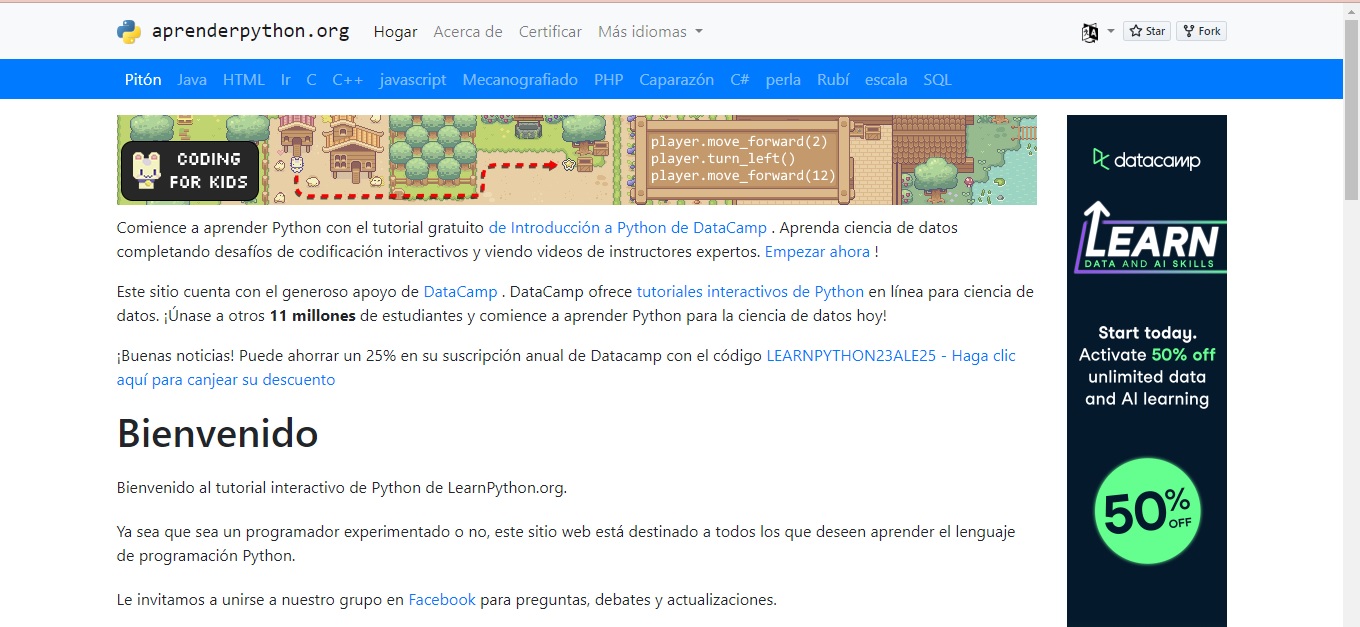 aprenderpython.org Hogar Acerca de Certificar Más idiomas Star Fork
Pitón Java HTML Ir C C++ javascript Mecanografiado PHP Caparazón C# perla Rubí escala SQL
CODING
FOR KIDS
player.move_forward(2)
player.turn_left()
player.move_forward(12)
Comience a aprender Python con el tutorial gratuito de Introducción a Python de DataCamp . Aprenda ciencia de datos
completando desafíos de codificación interactivos y viendo videos de instructores expertos. Empezar ahora !
Este sitio cuenta con el generoso apoyo de DataCamp . DataCamp ofrece tutoriales interactivos de Python en línea para ciencia de
datos. ¡Únase a otros 11 millones de estudiantes y comience a aprender Python para la ciencia de datos hoy!
¡Buenas noticias! Puede ahorrar un 25% en su suscripción anual de Datacamp con el código LEARNPYTHON23ALE25 - Haga clic
aquí para canjear su descuento
Bienvenido
Bienvenido al tutorial interactivo de Python de LearnPython.org.
Ya sea que sea un programador experimentado o no, este sitio web está destinado a todos los que deseen aprender el lenguaje
de programación Python.
Le invitamos a unirse a nuestro grupo en Facebook para preguntas, debates y actualizaciones.
datacamp
LEARN
DATA AND AI SKILLS
Start today.
Activate 50% off
unlimited data
and AI learning
50% OFF